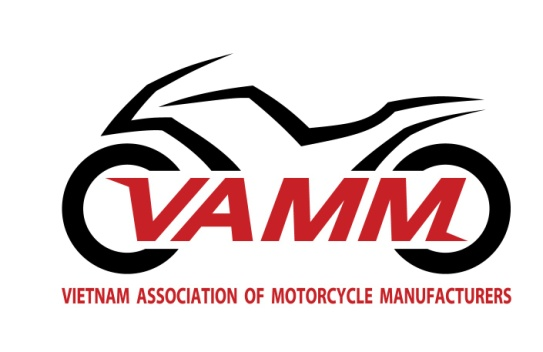 VAMM
VIETNAM ASSOCIATION OF MOTORCYCLE MANUFACTURERS